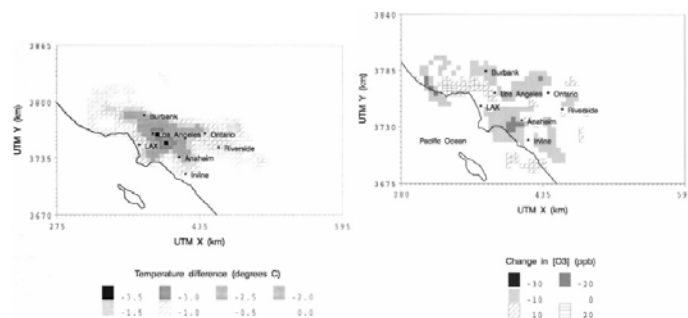 3865
3800
3735
3670
UTM Y (km)
Burbank
Los Angeles
Ontario
LAX
Riverside
Anaheim
Irvine
275
435
595
UTM X (km)
Temperature difference (degrees C)
-3.5
-3.0
-2.5
-2.0
-1.5
-1.0
-0.5
0.0
3840
3785
3730
3675
UTM Y (km)
Burbank
Los Angeles
Ontario
LAX
Riverside
Anaheim
Irvine
Pacific Ocean
280
435
59
UTM X (km)
Change in [O3] (ppb)
-30
-20
-10
0
10
20